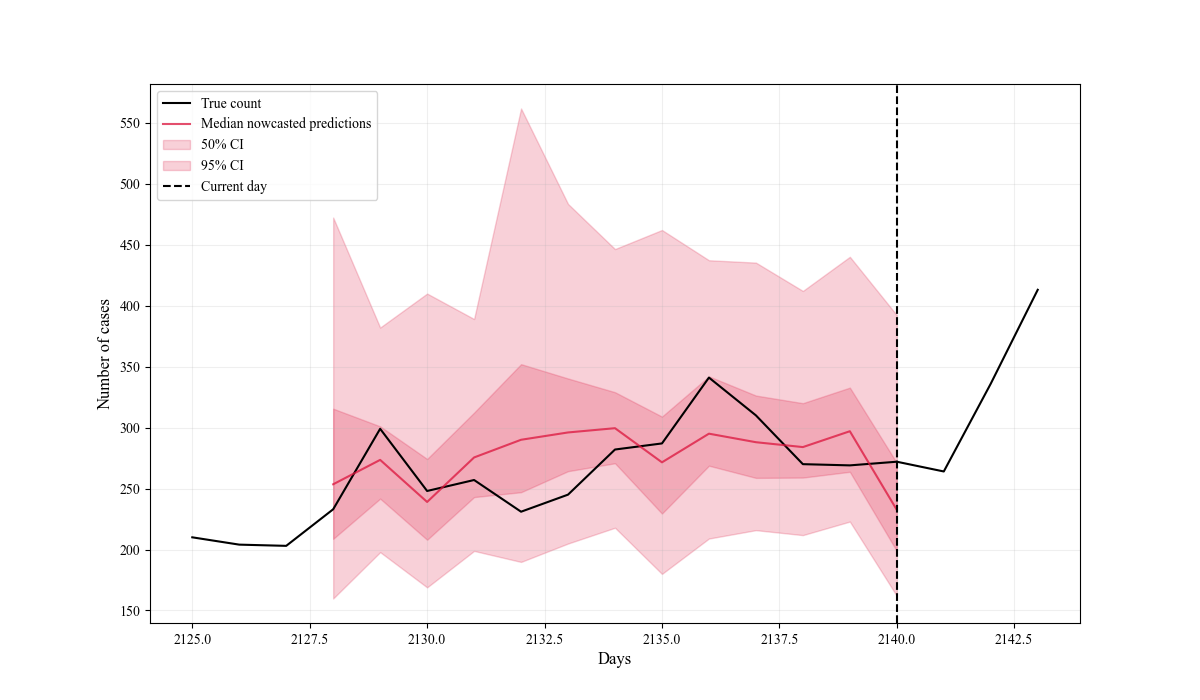 True count
Median nowcasted predictions
50% CI
95% CI
Current day
550
500
450
400
350
300
250
200
150
Number of cases
2125.0 2127.5 2130.0 2132.5 2135.0 2137.5 2140.0 2142.5
Days